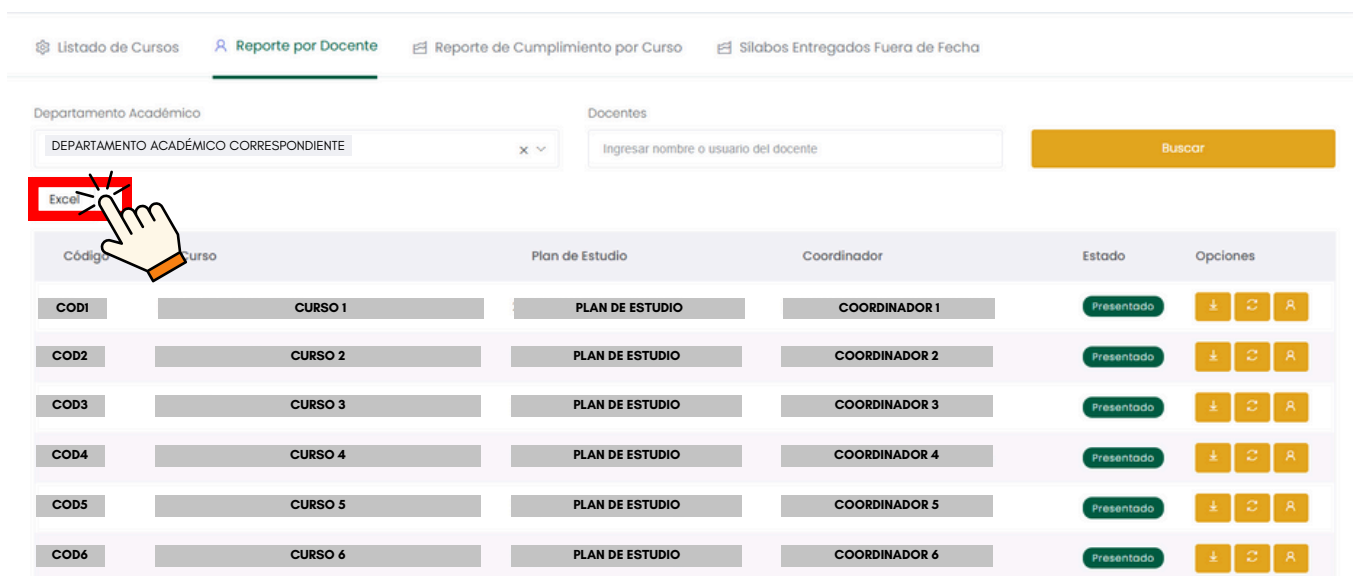 Listado de Cursos Reporte por Docente Reporte de Cumplimiento por Curso Sílabos Entregados Fuera de Fecha
Departamento Académico Docentes
DEPARTAMENTO ACADÉMICO CORRESPONDIENTE Ingresar nombre o usuario del docente Buscar
Excel
Código Curso Plan de Estudio Coordinador Estado Opciones
COD1 CURSO 1 PLAN DE ESTUDIO COORDINADOR 1 Presentado
COD2 CURSO 2 PLAN DE ESTUDIO COORDINADOR 2 Presentado
COD3 CURSO 3 PLAN DE ESTUDIO COORDINADOR 3 Presentado
COD4 CURSO 4 PLAN DE ESTUDIO COORDINADOR 4 Presentado
COD5 CURSO 5 PLAN DE ESTUDIO COORDINADOR 5 Presentado
COD6 CURSO 6 PLAN DE ESTUDIO COORDINADOR 6 Presentado